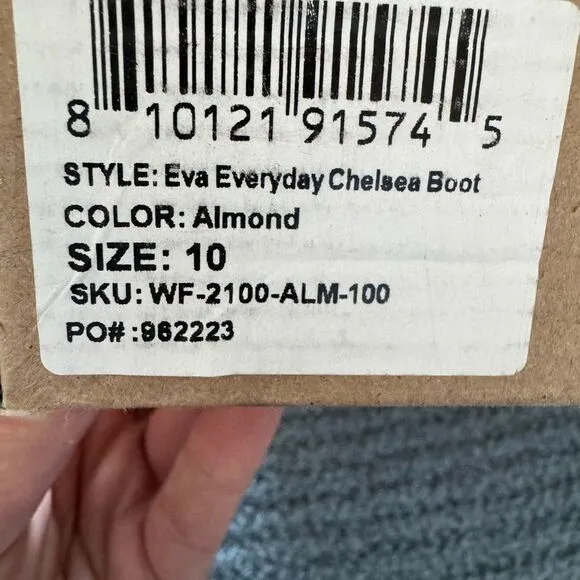 8 10121 91574 5
STYLE: Eva Everyday Chelsea Boot
COLOR: Almond
SIZE: 10
SKU: WF-2100-ALM-100
PO# :962223